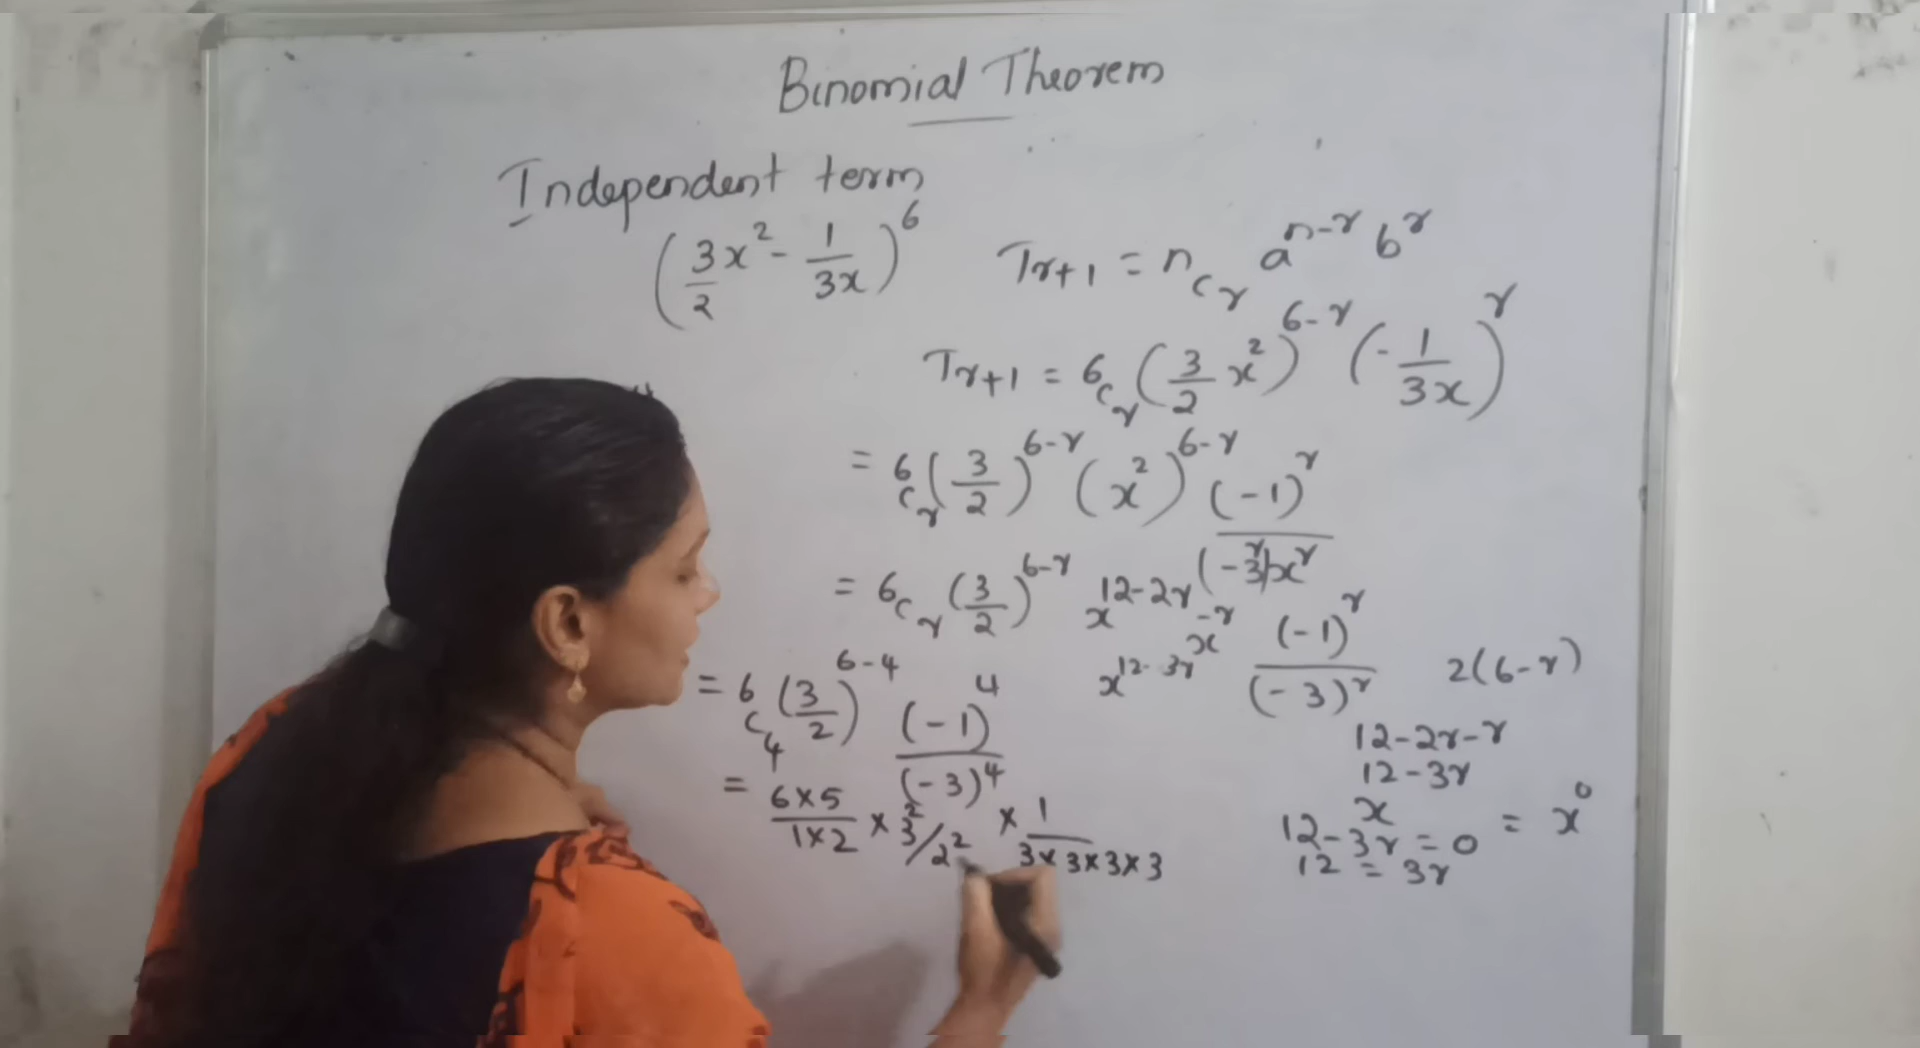 Binomial Theorem
Independent term
(3/2 x² - 1/3x)⁶
Tr+1 = nCr a^n-r b^r
Tr+1 = 6Cr (3/2 x²)^6-r (-1/3x)^r
= 6Cr (3/2)^6-r (x²)^6-r (-1)^r/(-3)^r x^r
= 6Cr (3/2)^6-r x^12-2r x^-r (-1)^r/(-3)^r
x^12-3r
2(6-r)
12-2r-r
12-3r
x^12-3r = x⁰
12-3r = 0
12 = 3r
= 6C4 (3/2)^6-4 (-1)⁴/(-3)⁴
= 6×5/1×2 × 3²/2² × 1/3×3×3×3